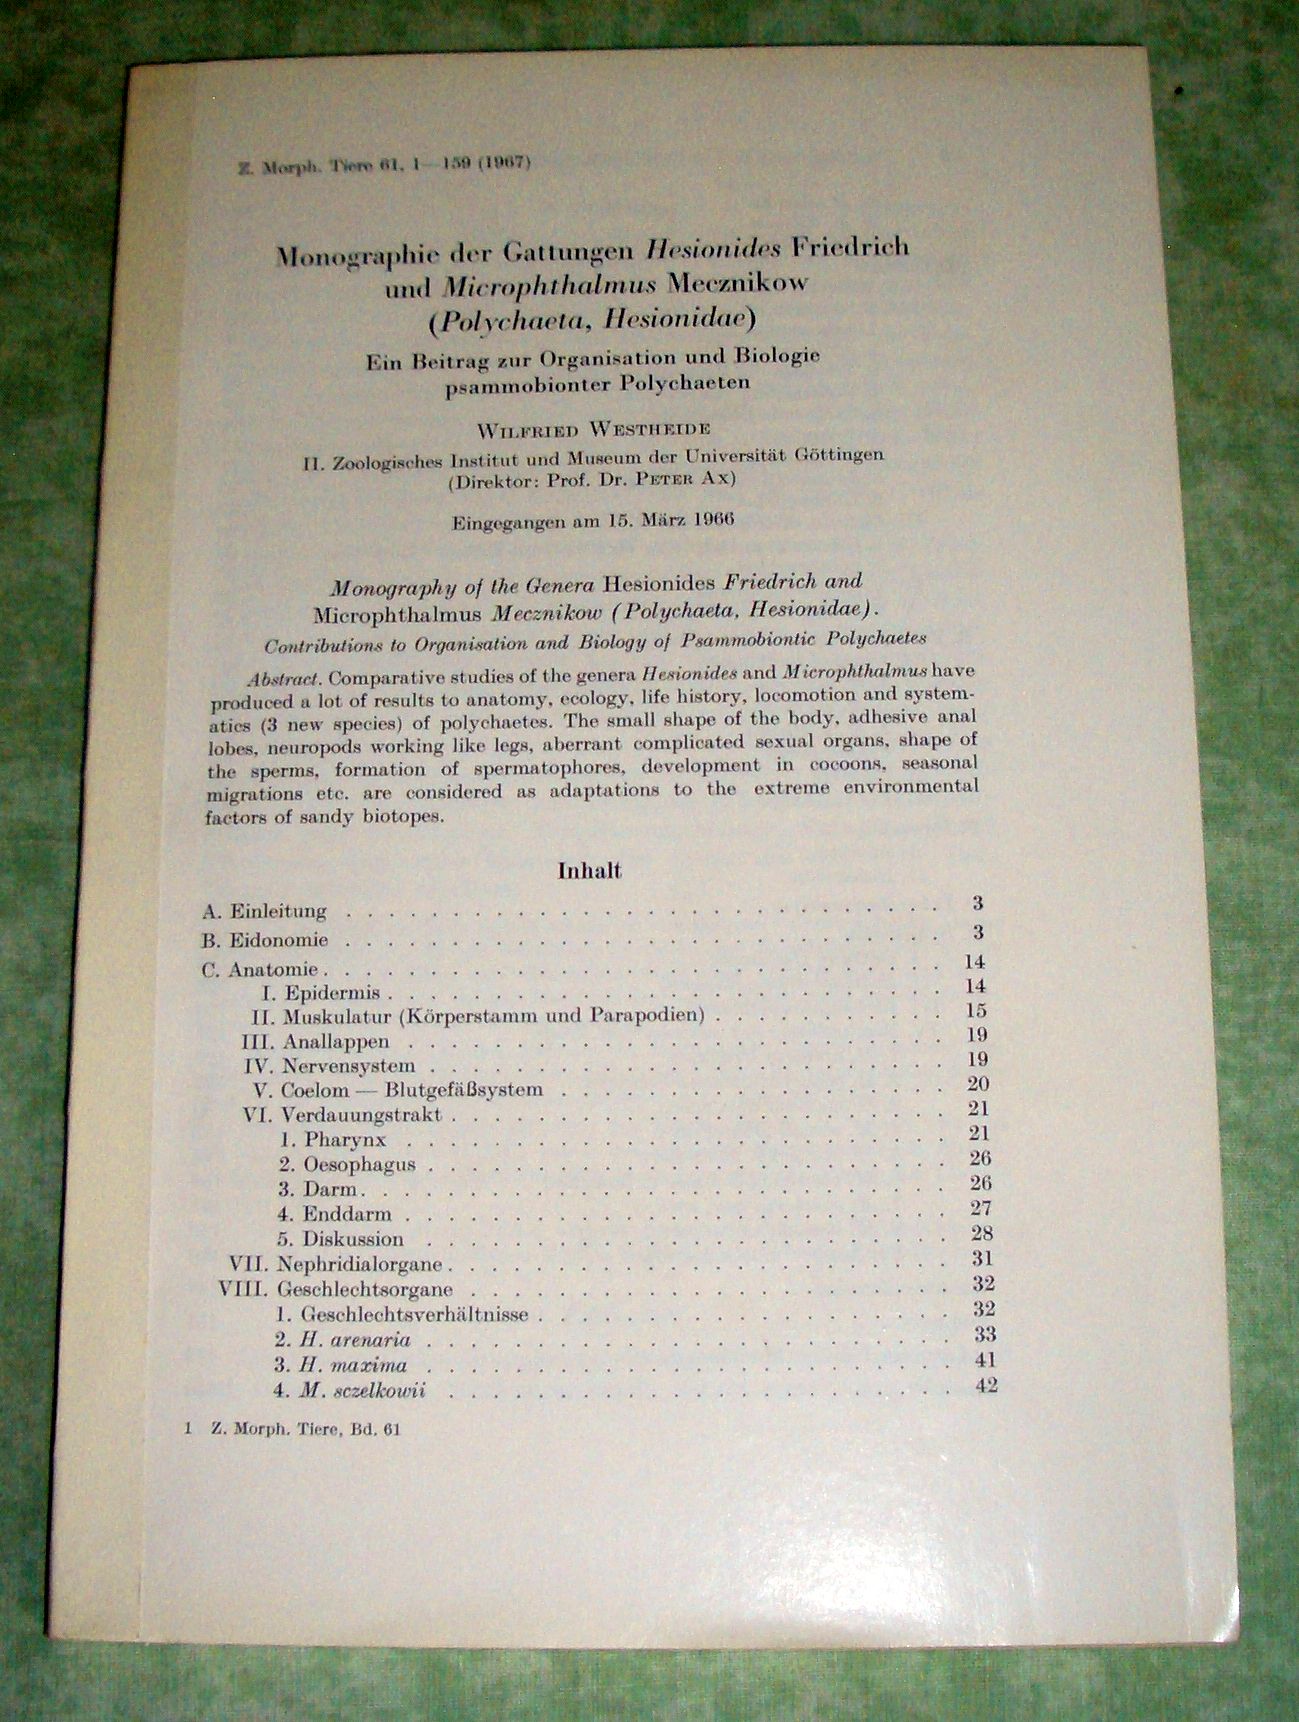 Z. Morph. Tiere 61, 1—159 (1967)
Monographie der Gattungen Hesionides Friedrich
und Microphthalmus Mecznikow
(Polychaeta, Hesionidae)
Ein Beitrag zur Organisation und Biologie
psammobionter Polychaeten
WILFRIED WESTHEIDE
II. Zoologisches Institut und Museum der Universität Göttingen
(Direktor: Prof. Dr. PETER AX)
Eingegangen am 15. März 1966
Monography of the Genera Hesionides Friedrich and
Microphthalmus Mecznikow (Polychaeta, Hesionidae).
Contributions to Organisation and Biology of Psammobiontic Polychaetes
Abstract. Comparative studies of the genera Hesionides and Microphthalmus have
produced a lot of results to anatomy, ecology, life history, locomotion and system-
atics (3 new species) of polychaetes. The small shape of the body, adhesive anal
lobes, neuropods working like legs, aberrant complicated sexual organs, shape of
the sperms, formation of spermatophores, development in cocoons, seasonal
migrations etc. are considered as adaptations to the extreme environmental
factors of sandy biotopes.
Inhalt
A. Einleitung . . . . . . . . . . . . . . . . . . . . . . . . . . . 3
B. Eidonomie . . . . . . . . . . . . . . . . . . . . . . . . . . . 3
C. Anatomie . . . . . . . . . . . . . . . . . . . . . . . . . . . 14
I. Epidermis . . . . . . . . . . . . . . . . . . . . . . . . . 14
II. Muskulatur (Körperstamm und Parapodien) . . . . . . . . . . . 15
III. Anallappen . . . . . . . . . . . . . . . . . . . . . . . . 19
IV. Nervensystem . . . . . . . . . . . . . . . . . . . . . . . 19
V. Coelom — Blutgefäßsystem . . . . . . . . . . . . . . . . . 20
VI. Verdauungstrakt . . . . . . . . . . . . . . . . . . . . . . 21
1. Pharynx . . . . . . . . . . . . . . . . . . . . . . . . 21
2. Oesophagus . . . . . . . . . . . . . . . . . . . . . . . 26
3. Darm . . . . . . . . . . . . . . . . . . . . . . . . . . 26
4. Enddarm . . . . . . . . . . . . . . . . . . . . . . . . 27
5. Diskussion . . . . . . . . . . . . . . . . . . . . . . . 28
VII. Nephridialorgane . . . . . . . . . . . . . . . . . . . . . . 31
VIII. Geschlechtsorgane . . . . . . . . . . . . . . . . . . . . . 32
1. Geschlechtsverhältnisse . . . . . . . . . . . . . . . . . . 32
2. H. arenaria . . . . . . . . . . . . . . . . . . . . . . . 33
3. H. maxima . . . . . . . . . . . . . . . . . . . . . . . 41
4. M. sczelkowii . . . . . . . . . . . . . . . . . . . . . . 42
1 Z. Morph. Tiere, Bd. 61